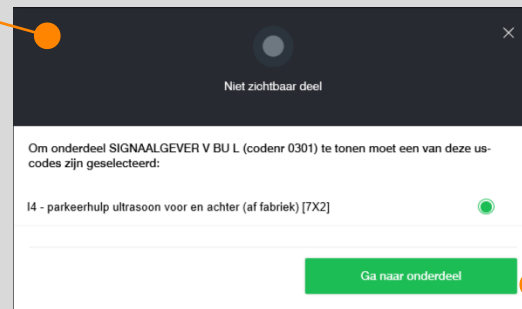 Niet zichtbaar deel
Om onderdeel SIGNAALGEVER V BU L (codenr 0301) te tonen moet een van deze us-
codes zijn geselecteerd:
I4 - parkeerhulp ultrasoon voor en achter (af fabriek) [7X2]
Ga naar onderdeel